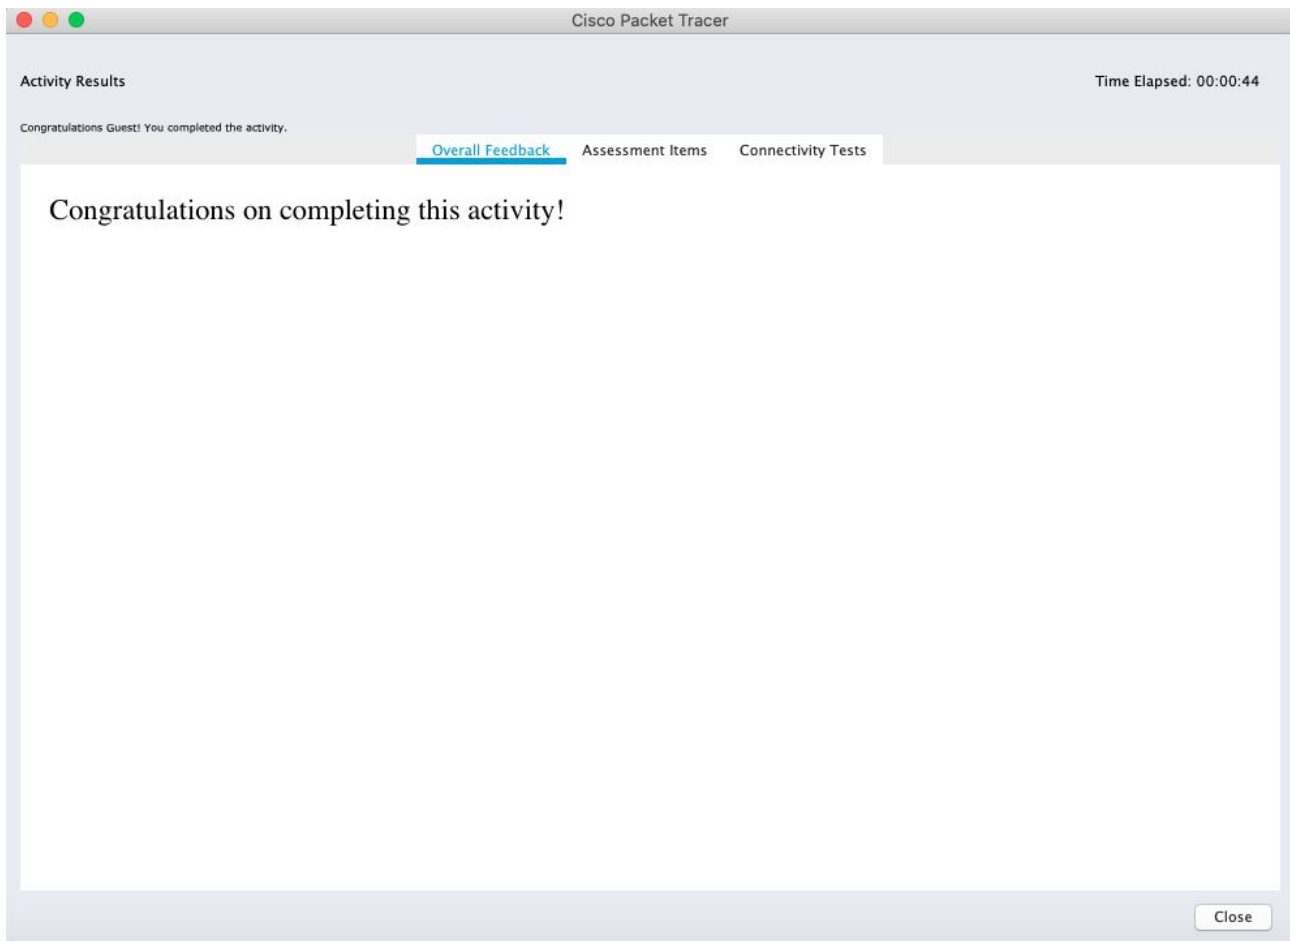 Cisco Packet Tracer
Activity Results
Time Elapsed: 00:00:44
Congratulations Guest! You completed the activity.
Overall Feedback
Assessment Items
Connectivity Tests
Congratulations on completing this activity!
Close